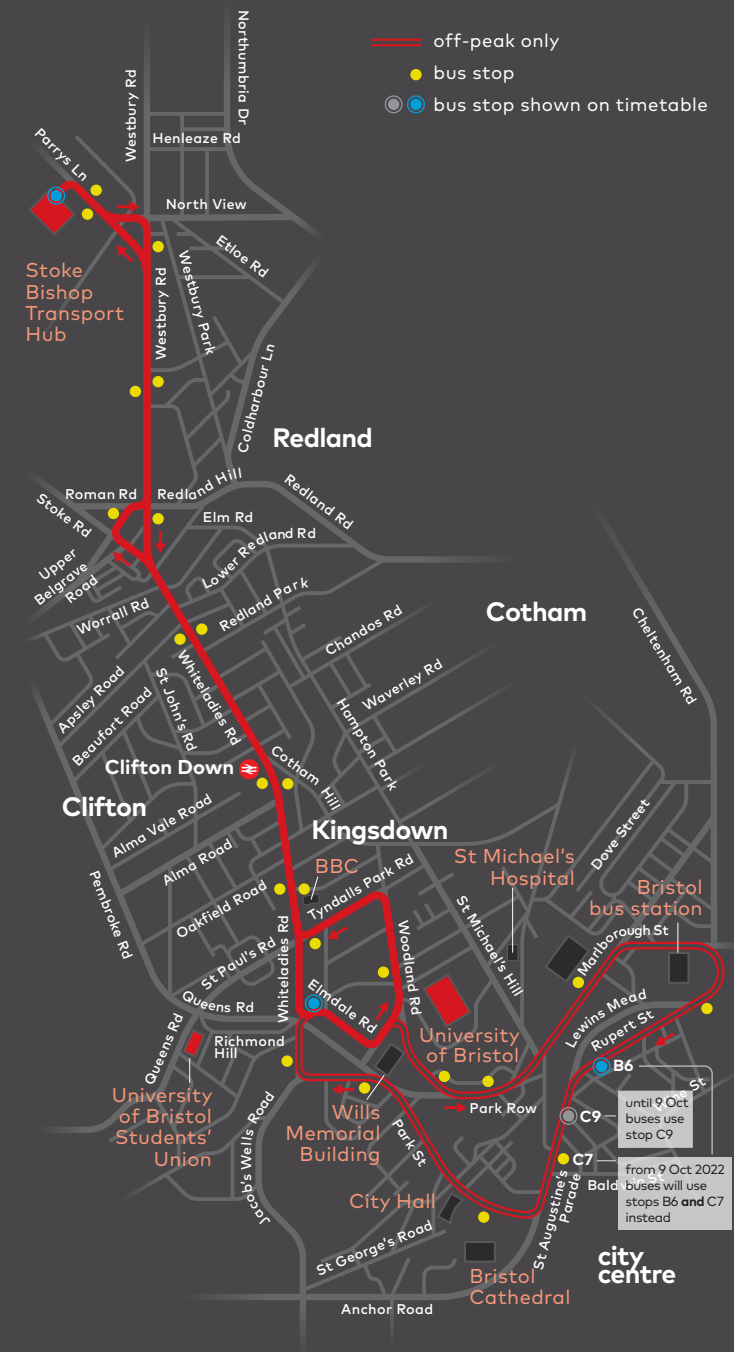 off-peak only
bus stop
bus stop shown on timetable
Northumbria Dr
Westbury Rd
Henleaze Rd
Parrys Ln
North View
Etloe Rd
Stoke
Bishop
Transport
Hub
Westbury Rd
Westbury Park
Coldharbour Ln
Redland
Roman Rd
Redland Hill
Redland Rd
Stoke Rd
Elm Rd
Lower Redland Rd
Upper
Belgrave
Road
Worrall Rd
Redland Park
Chandos Rd
Cotham
Cheltenham Rd
Apsley Road
Beaufort Road
St John's Rd
Whiteladies Rd
Waverley Rd
Hampton Park
Clifton Down
Cotham Hill
Clifton
Alma Vale Road
Kingsdown
Dove Street
Alma Road
BBC
St Michael's
Hospital
Tyndalls Park Rd
Bristol
bus station
Pembroke Rd
Oakfield Road
St Michael's Hill
Marlborough St
St Paul's Rd
Whiteladies Rd
Woodland Rd
Elmdale Rd
Queens Rd
Lewins Mead
Rupert St
Queens Rd
Richmond
Hill
University
of Bristol
B6
University
of Bristol
Students'
Union
Jacob's Wells Road
Wills
Memorial
Building
Park Row
C9
until 9 Oct
buses use
stop C9
Park St
C7
Baldwin St
from 9 Oct 2022
buses will use
stops B6 and C7
instead
City Hall
St Augustine's
Parade
St George's Road
city
centre
Bristol
Cathedral
Anchor Road